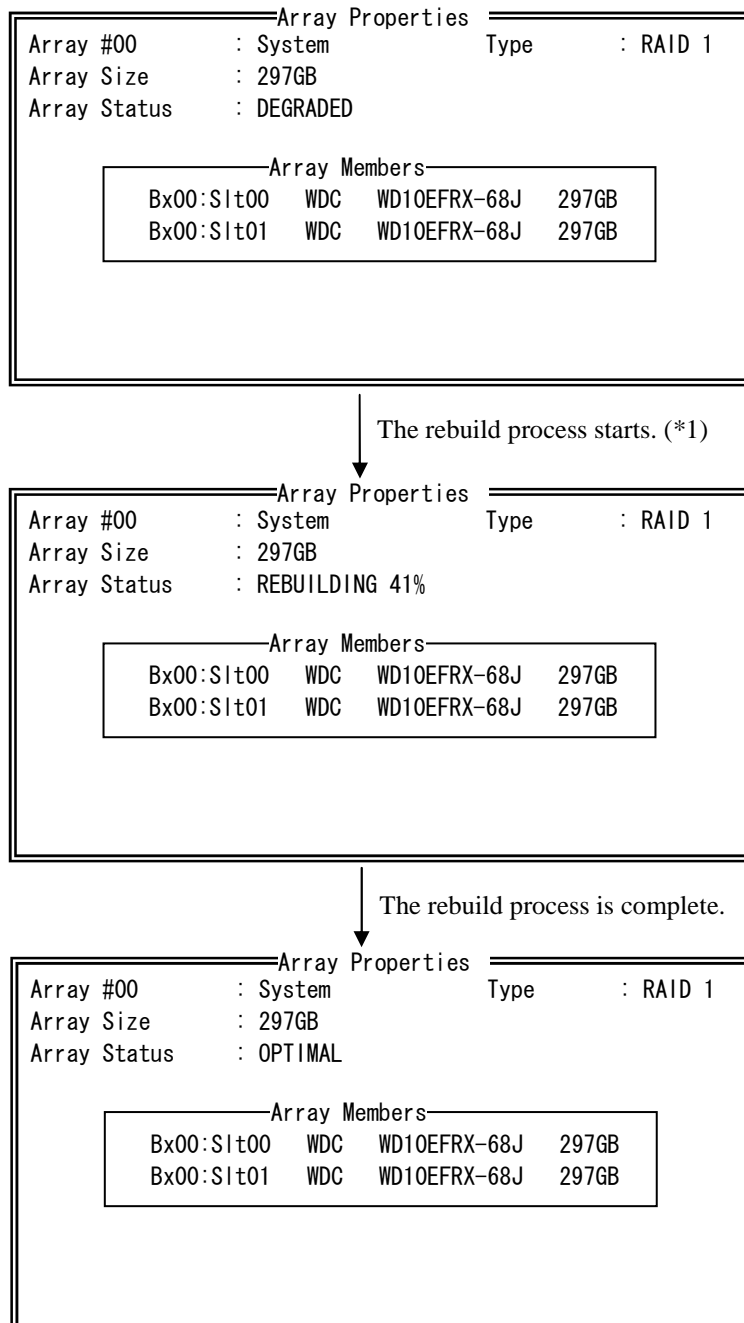 Array Properties
Array #00 : System Type : RAID 1
Array Size : 297GB
Array Status : DEGRADED
Array Members
Bx00:Slt00 WDC WD10EFRX-68J 297GB
Bx00:Slt01 WDC WD10EFRX-68J 297GB
The rebuild process starts. (*1)
Array Properties
Array #00 : System Type : RAID 1
Array Size : 297GB
Array Status : REBUILDING 41%
Array Members
Bx00:Slt00 WDC WD10EFRX-68J 297GB
Bx00:Slt01 WDC WD10EFRX-68J 297GB
The rebuild process is complete.
Array Properties
Array #00 : System Type : RAID 1
Array Size : 297GB
Array Status : OPTIMAL
Array Members
Bx00:Slt00 WDC WD10EFRX-68J 297GB
Bx00:Slt01 WDC WD10EFRX-68J 297GB